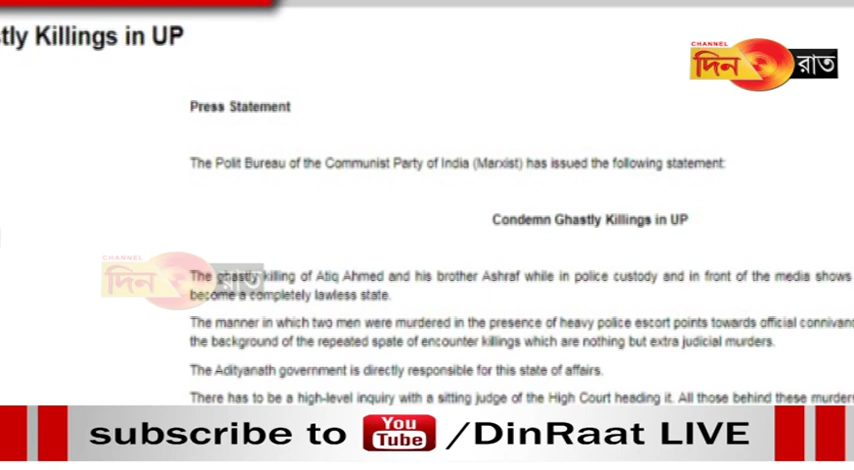 stly Killings in UP
CHANNEL
দিন রাত
Press Statement
The Polit Bureau of the Communist Party of India (Marxist) has issued the following statement:
Condemn Ghastly Killings in UP
CHANNEL
দিন রাত
The ghastly killing of Atiq Ahmed and his brother Ashraf while in police custody and in front of the media shows
become a completely lawless state.
The manner in which two men were murdered in the presence of heavy police escort points towards official connivanc
the background of the repeated spate of encounter killings which are nothing but extra judicial murders.
The Adityanath government is directly responsible for this state of affairs.
There has to be a high-level inquiry with a sitting judge of the High Court heading it. All those behind these murder
subscribe to You Tube /DinRaat LIVE